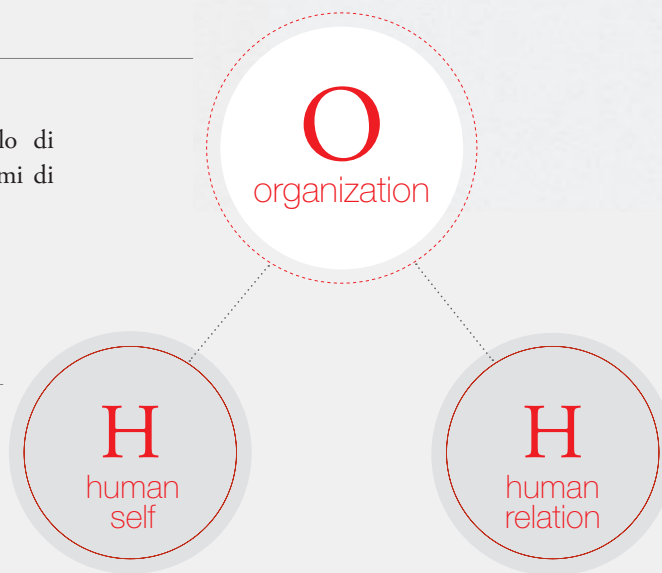 lo di
mi di
O
organization
H
human
self
H
human
relation